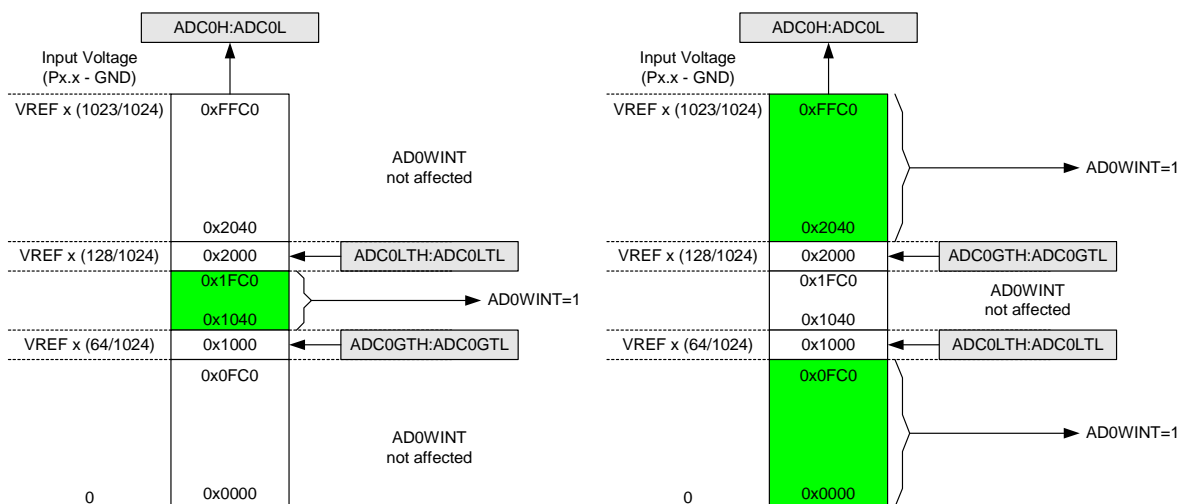 ADC0H:ADC0L
Input Voltage
(Px.x - GND)
VREF x (1023/1024)
0xFFC0
AD0WINT
not affected
0x2040
VREF x (128/1024)
0x2000
ADC0LTH:ADC0LTL
0x1FC0
AD0WINT=1
0x1040
VREF x (64/1024)
0x1000
ADC0GTH:ADC0GTL
0x0FC0
AD0WINT
not affected
0
0x0000
ADC0H:ADC0L
Input Voltage
(Px.x - GND)
VREF x (1023/1024)
0xFFC0
AD0WINT=1
0x2040
VREF x (128/1024)
0x2000
ADC0GTH:ADC0GTL
0x1FC0
AD0WINT
not affected
0x1040
VREF x (64/1024)
0x1000
ADC0LTH:ADC0LTL
0x0FC0
AD0WINT=1
0
0x0000